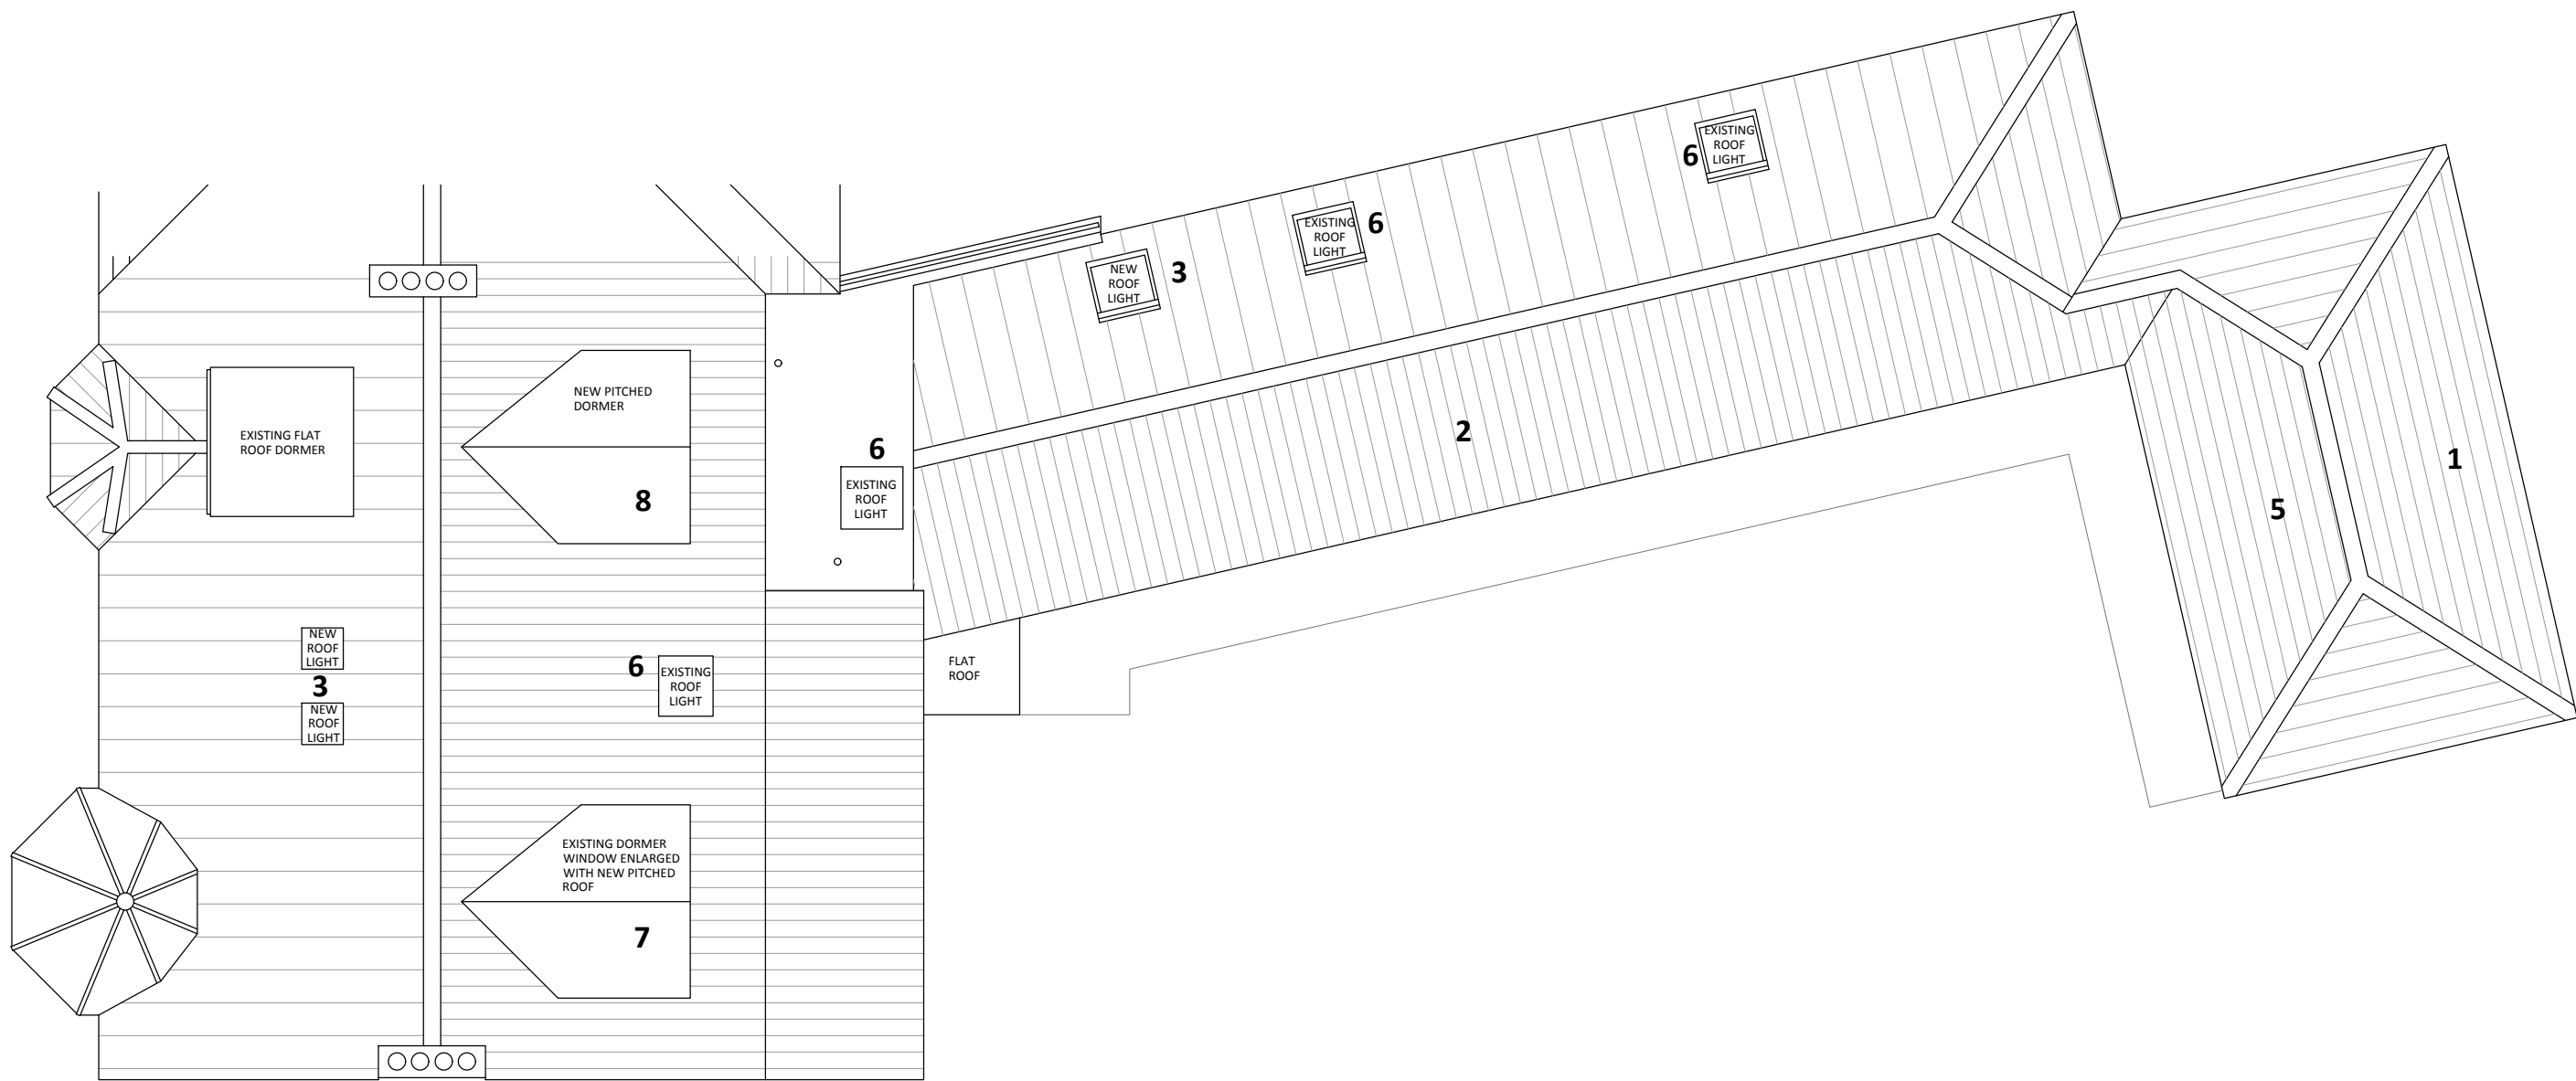 EXISTING
ROOF
LIGHT
6
EXISTING
ROOF
LIGHT
6
NEW
ROOF
LIGHT
3
NEW PITCHED
DORMER
8
EXISTING FLAT
ROOF DORMER
6
EXISTING
ROOF
LIGHT
2
1
5
NEW
ROOF
LIGHT
3
NEW
ROOF
LIGHT
6
EXISTING
ROOF
LIGHT
FLAT
ROOF
EXISTING DORMER
WINDOW ENLARGED
WITH NEW PITCHED
ROOF
7